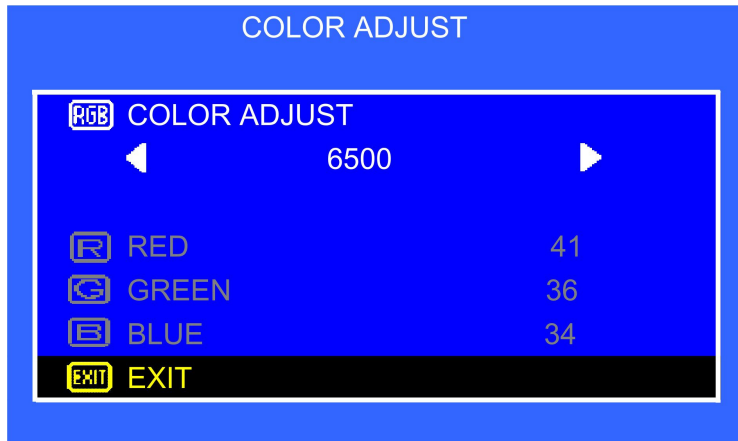 COLOR ADJUST
RGB COLOR ADJUST
6500
R RED 41
G GREEN 36
B BLUE 34
EXIT EXIT